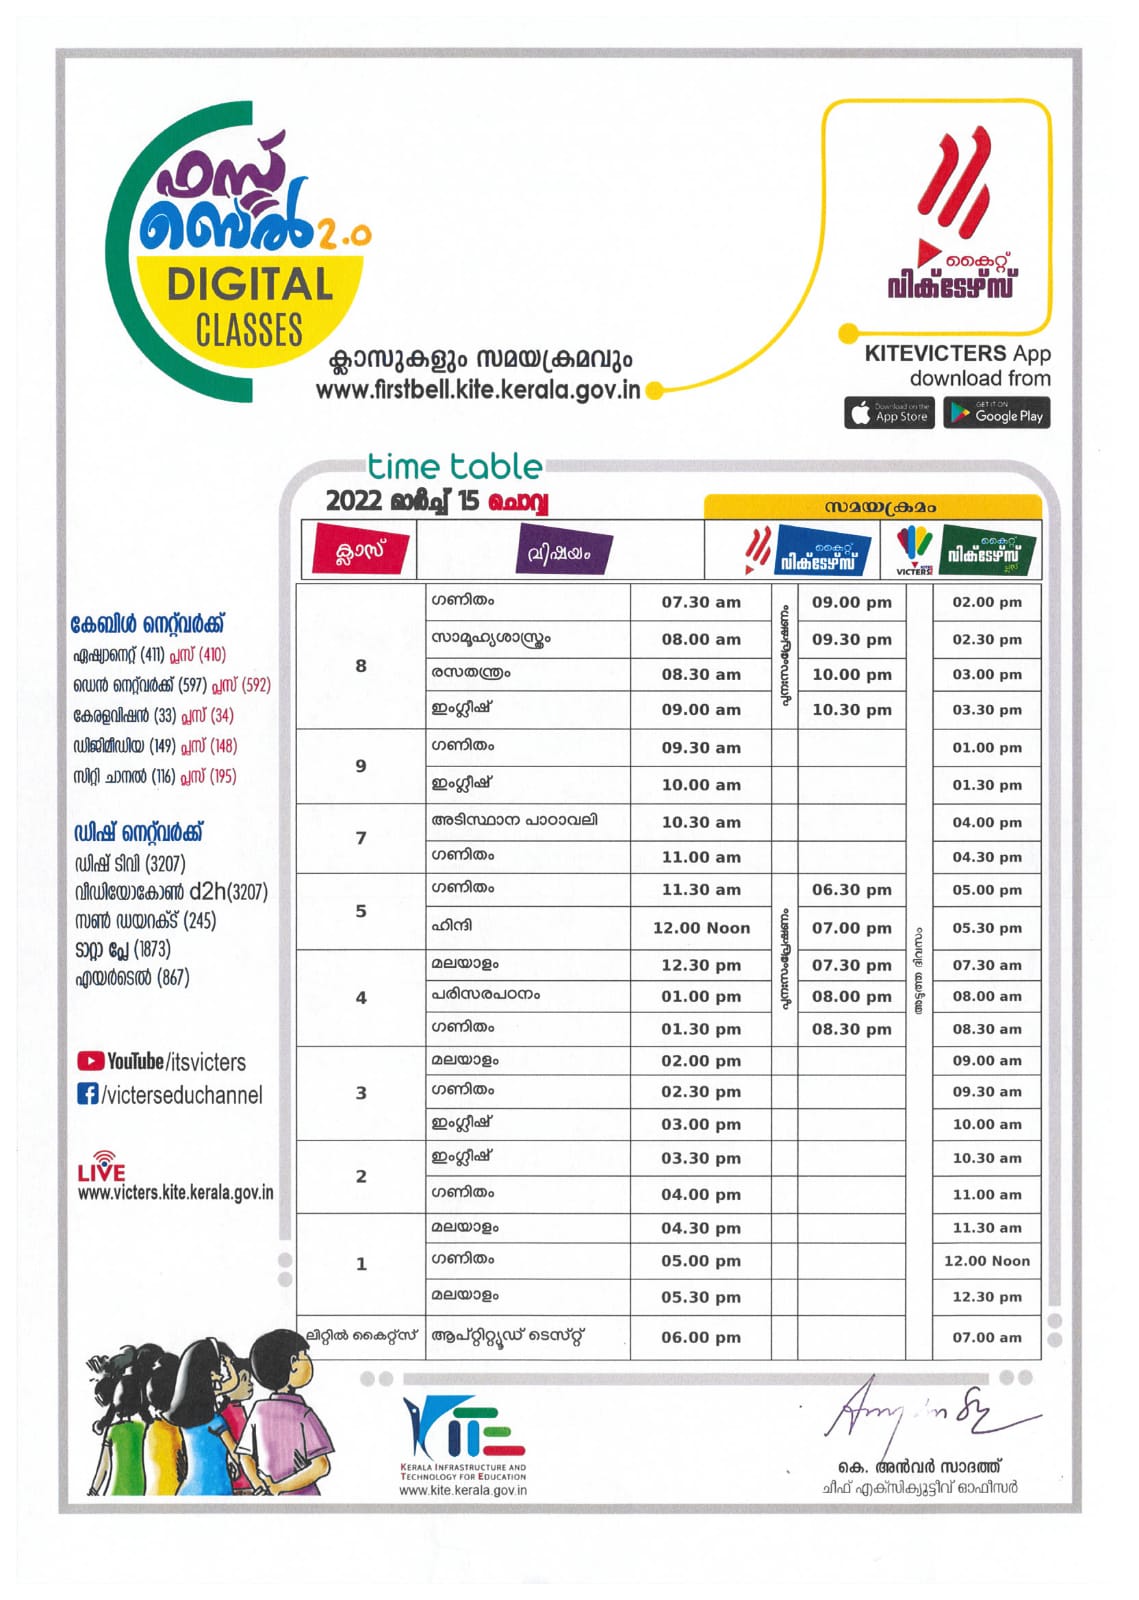 ഫസ്റ്റ്
ബെൽ 2.0
DIGITAL
CLASSES
ക്ലാസുകളും സമയക്രമവും
www.firstbell.kite.kerala.gov.in
കൈറ്റ്
വിക്ടേഴ്സ്
KITEVICTERS App
download from
Download on the App Store
GET IT ON Google Play
time table
2022 മാർച്ച് 15 ചൊവ്വ
സമയക്രമം
ക്ലാസ് വിഷയം കൈറ്റ് വിക്ടേഴ്സ് VICTERS കൈറ്റ് വിക്ടേഴ്സ് പ്ലസ്
8
ഗണിതം 07.30 am 09.00 pm 02.00 pm
സാമൂഹ്യശാസ്ത്രം 08.00 am 09.30 pm 02.30 pm
രസതന്ത്രം 08.30 am 10.00 pm 03.00 pm
ഇംഗ്ലീഷ് 09.00 am 10.30 pm 03.30 pm
പുനഃസംപ്രേഷണം
9
ഗണിതം 09.30 am 01.00 pm
ഇംഗ്ലീഷ് 10.00 am 01.30 pm
7
അടിസ്ഥാന പാഠാവലി 10.30 am 04.00 pm
ഗണിതം 11.00 am 04.30 pm
5
ഗണിതം 11.30 am 06.30 pm 05.00 pm
ഹിന്ദി 12.00 Noon 07.00 pm 05.30 pm
പുനഃസംപ്രേഷണം
അടുത്ത ദിവസം
4
മലയാളം 12.30 pm 07.30 pm 07.30 am
പരിസരപഠനം 01.00 pm 08.00 pm 08.00 am
ഗണിതം 01.30 pm 08.30 pm 08.30 am
3
മലയാളം 02.00 pm 09.00 am
ഗണിതം 02.30 pm 09.30 am
ഇംഗ്ലീഷ് 03.00 pm 10.00 am
2
ഇംഗ്ലീഷ് 03.30 pm 10.30 am
ഗണിതം 04.00 pm 11.00 am
1
മലയാളം 04.30 pm 11.30 am
ഗണിതം 05.00 pm 12.00 Noon
മലയാളം 05.30 pm 12.30 pm
ലിറ്റിൽ കൈറ്റ്സ് ആപ്റ്റിറ്റ്യൂഡ് ടെസ്റ്റ് 06.00 pm 07.00 am
കേബിൾ നെറ്റ്‌വർക്ക്
ഏഷ്യാനെറ്റ് (411) പ്ലസ് (410)
ഡെൻ നെറ്റ്‌വർക്ക് (597) പ്ലസ് (592)
കേരളവിഷൻ (33) പ്ലസ് (34)
ഡിജിമീഡിയ (149) പ്ലസ് (148)
സിറ്റി ചാനൽ (116) പ്ലസ് (195)
ഡിഷ് നെറ്റ്‌വർക്ക്
ഡിഷ് ടിവി (3207)
വീഡിയോകോൺ d2h(3207)
സൺ ഡയറക്ട് (245)
ടാറ്റാ പ്ലേ (1873)
എയർടെൽ (867)
YouTube/itsvicters
/victerseduchannel
LIVE
www.victers.kite.kerala.gov.in
KITE
KERALA INFRASTRUCTURE AND
TECHNOLOGY FOR EDUCATION
www.kite.kerala.gov.in
കെ. അൻവർ സാദത്ത്
ചീഫ് എക്സിക്യൂട്ടീവ് ഓഫീസർ